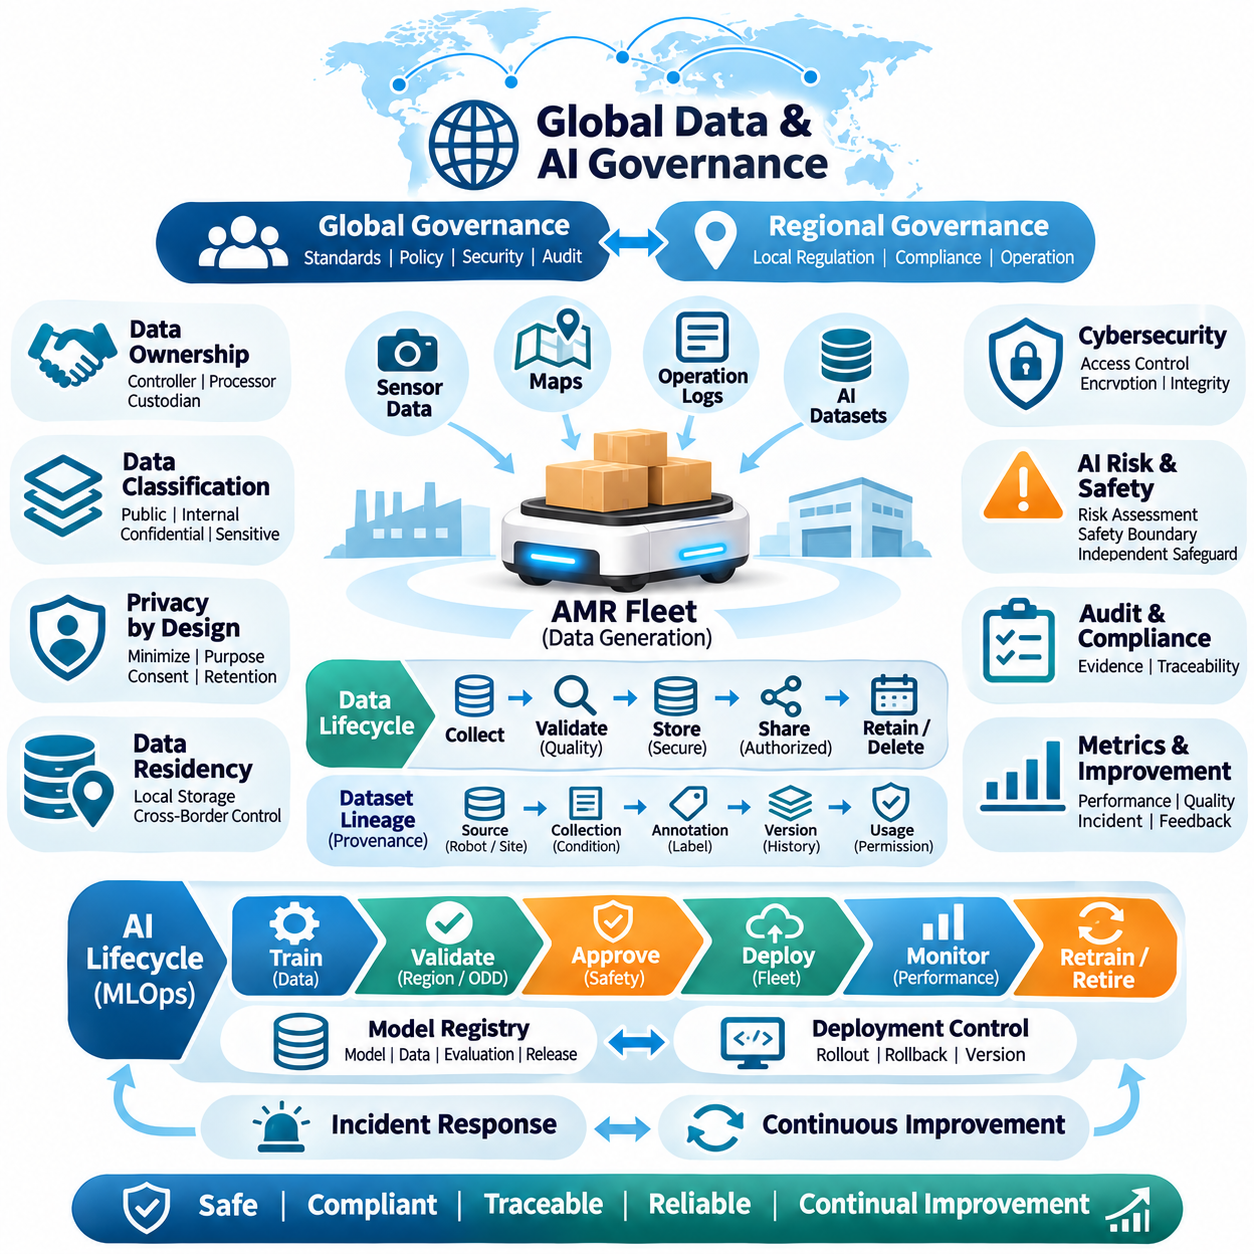 Global Data &
AI Governance
Global Governance
Standards | Policy | Security | Audit
Regional Governance
Local Regulation | Compliance | Operation
Data
Ownership
Controller | Processor
Custodian
Data
Classification
Public | Internal
Confidential | Sensitive
Privacy
by Design
Minimize | Purpose
Consent | Retention
Data
Residency
Local Storage
Cross-Border Control
Sensor
Data
Maps
Operation
Logs
AI
Datasets
AMR Fleet
(Data Generation)
Cybersecurity
Access Control
Encryption | Integrity
AI Risk &
Safety
Risk Assessment
Safety Boundary
Independent Safeguard
Audit &
Compliance
Evidence | Traceability
Metrics &
Improvement
Performance | Quality
Incident | Feedback
Data
Lifecycle
Collect
Validate
(Quality)
Store
(Secure)
Share
(Authorized)
Retain /
Delete
Dataset
Lineage
(Provenance)
Source
(Robot / Site)
Collection
(Condition)
Annotation
(Label)
Version
(History)
Usage
(Permission)
AI
Lifecycle
(MLOps)
Train
(Data)
Validate
(Region / ODD)
Approve
(Safety)
Deploy
(Fleet)
Monitor
(Performance)
Retrain /
Retire
Model Registry
Model | Data | Evaluation | Release
Deployment Control
Rollout | Rollback | Version
Incident Response
Continuous Improvement
Safe | Compliant | Traceable | Reliable | Continual Improvement